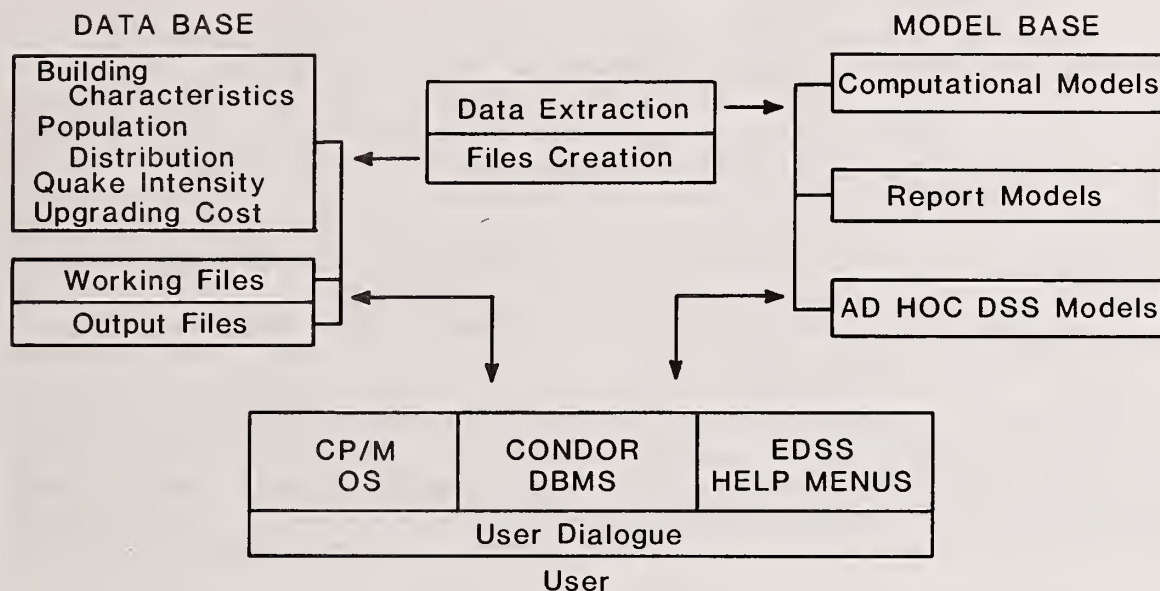 DATA BASE
Building
Characteristics
Population
Distribution
Quake Intensity
Upgrading Cost
Working Files
Output Files
Data Extraction
Files Creation
MODEL BASE
Computational Models
Report Models
AD HOC DSS Models
CP/M
OS
CONDOR
DBMS
EDSS
HELP MENUS
User Dialogue
User